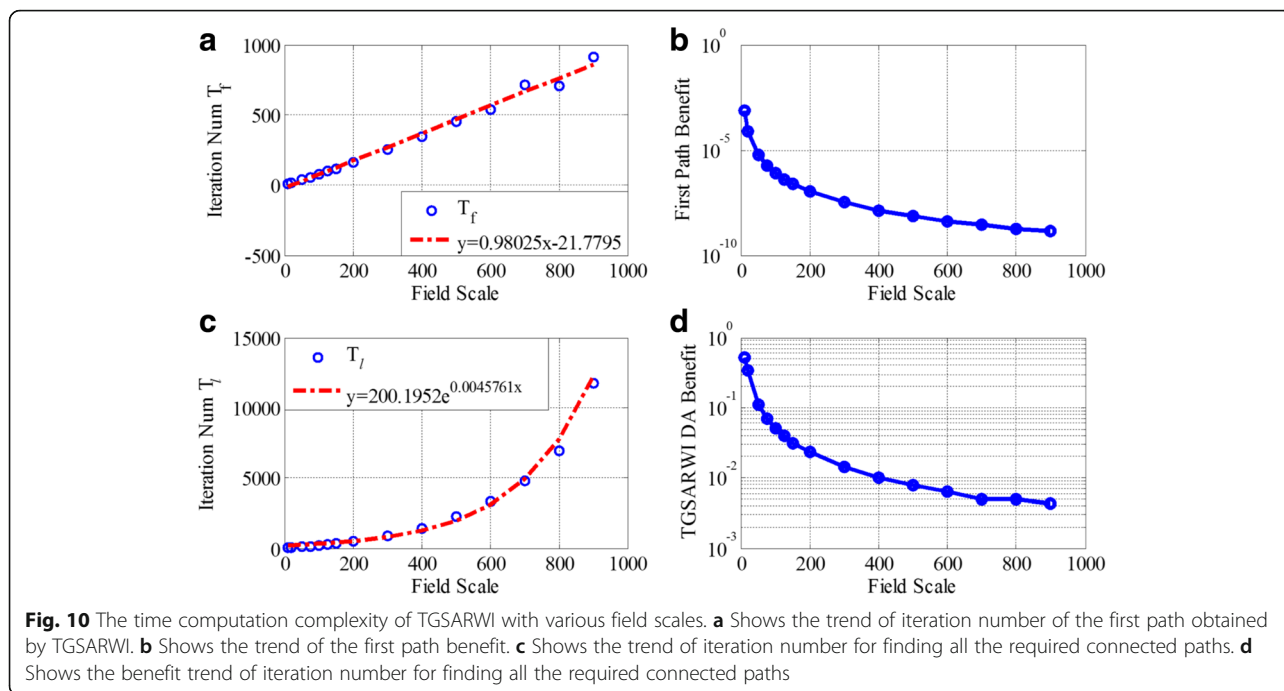 a
1000
500
0
-500
Iteration Num T_f
T_f
y=0.98025x-21.7795
0 200 400 600 800 1000
Field Scale
b
10^0
10^-5
10^-10
First Path Benefit
0 200 400 600 800 1000
Field Scale
c
15000
10000
5000
0
Iteration Num T_l
T_l
y=200.1952e^0.0045761x
0 200 400 600 800 1000
Field Scale
d
10^0
10^-1
10^-2
10^-3
TGSARWI DA Benefit
0 200 400 600 800 1000
Field Scale
Fig. 10 The time computation complexity of TGSARWI with various field scales. a Shows the trend of iteration number of the first path obtained
by TGSARWI. b Shows the trend of the first path benefit. c Shows the trend of iteration number for finding all the required connected paths. d
Shows the benefit trend of iteration number for finding all the required connected paths